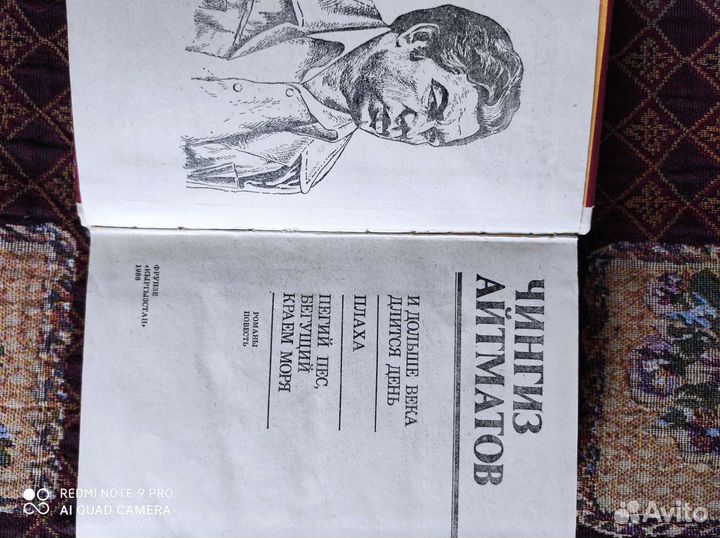 ЧИНГИЗ
АЙТМАТОВ
И ДОЛЬШЕ ВЕКА
ДЛИТСЯ ДЕНЬ
ПЛАХА
ПЕГИЙ ПЕС,
БЕГУЩИЙ
КРАЕМ МОРЯ
РОМАНЫ
ПОВЕСТЬ
ФРУНЗЕ
«КЫРГЫЗСТАН»
1988
REDMI NOTE 9 PRO
AI QUAD CAMERA
Avito